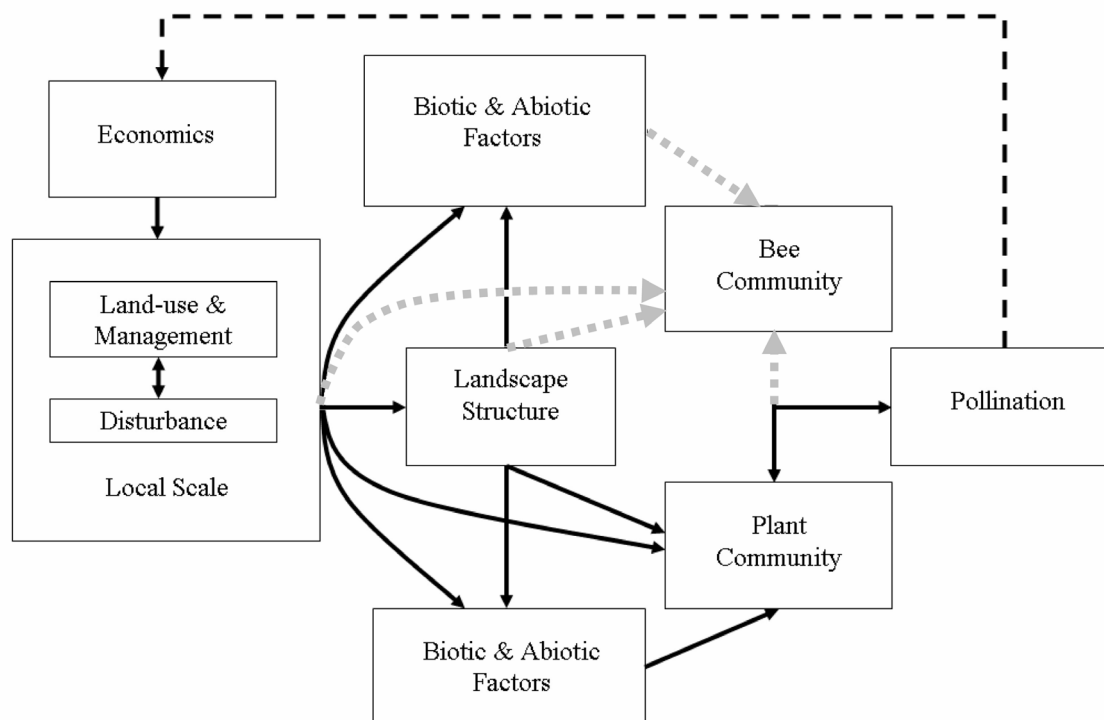 Economics
Land-use &
Management
Disturbance
Local Scale
Biotic & Abiotic
Factors
Landscape
Structure
Biotic & Abiotic
Factors
Bee
Community
Plant
Community
Pollination